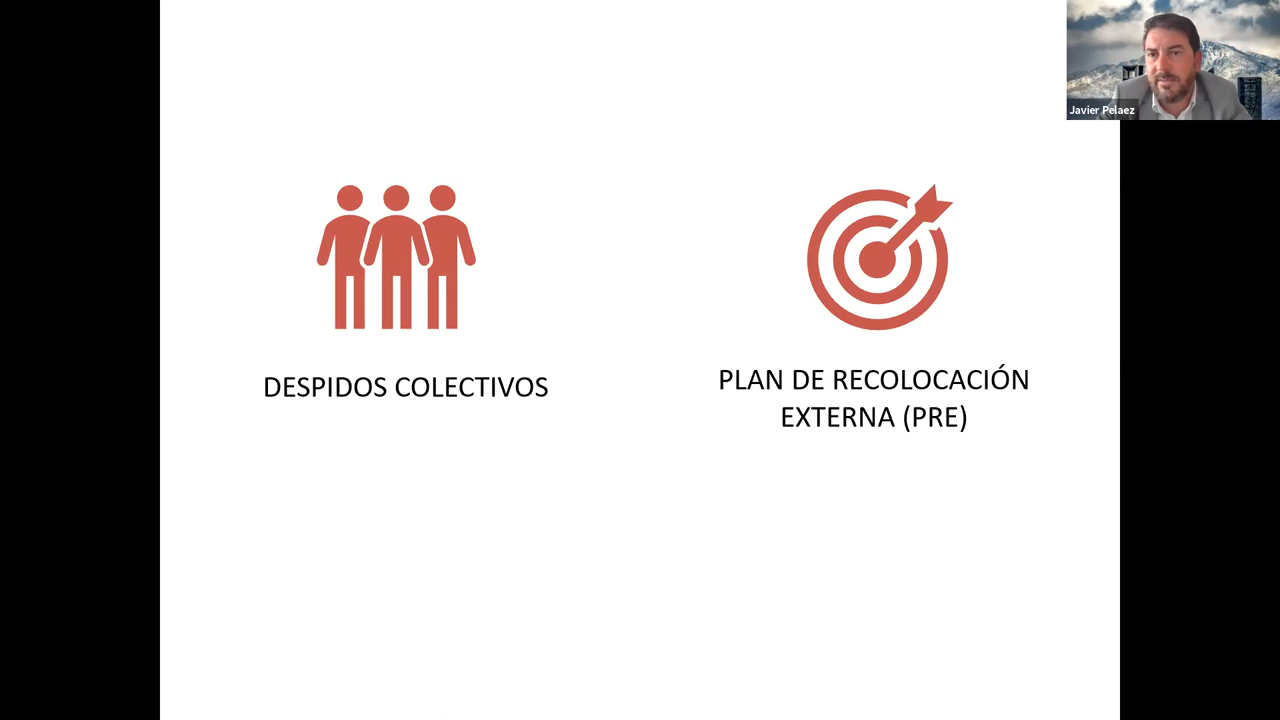 Javier Pelaez
DESPIDOS COLECTIVOS
PLAN DE RECOLOCACIÓN
EXTERNA (PRE)